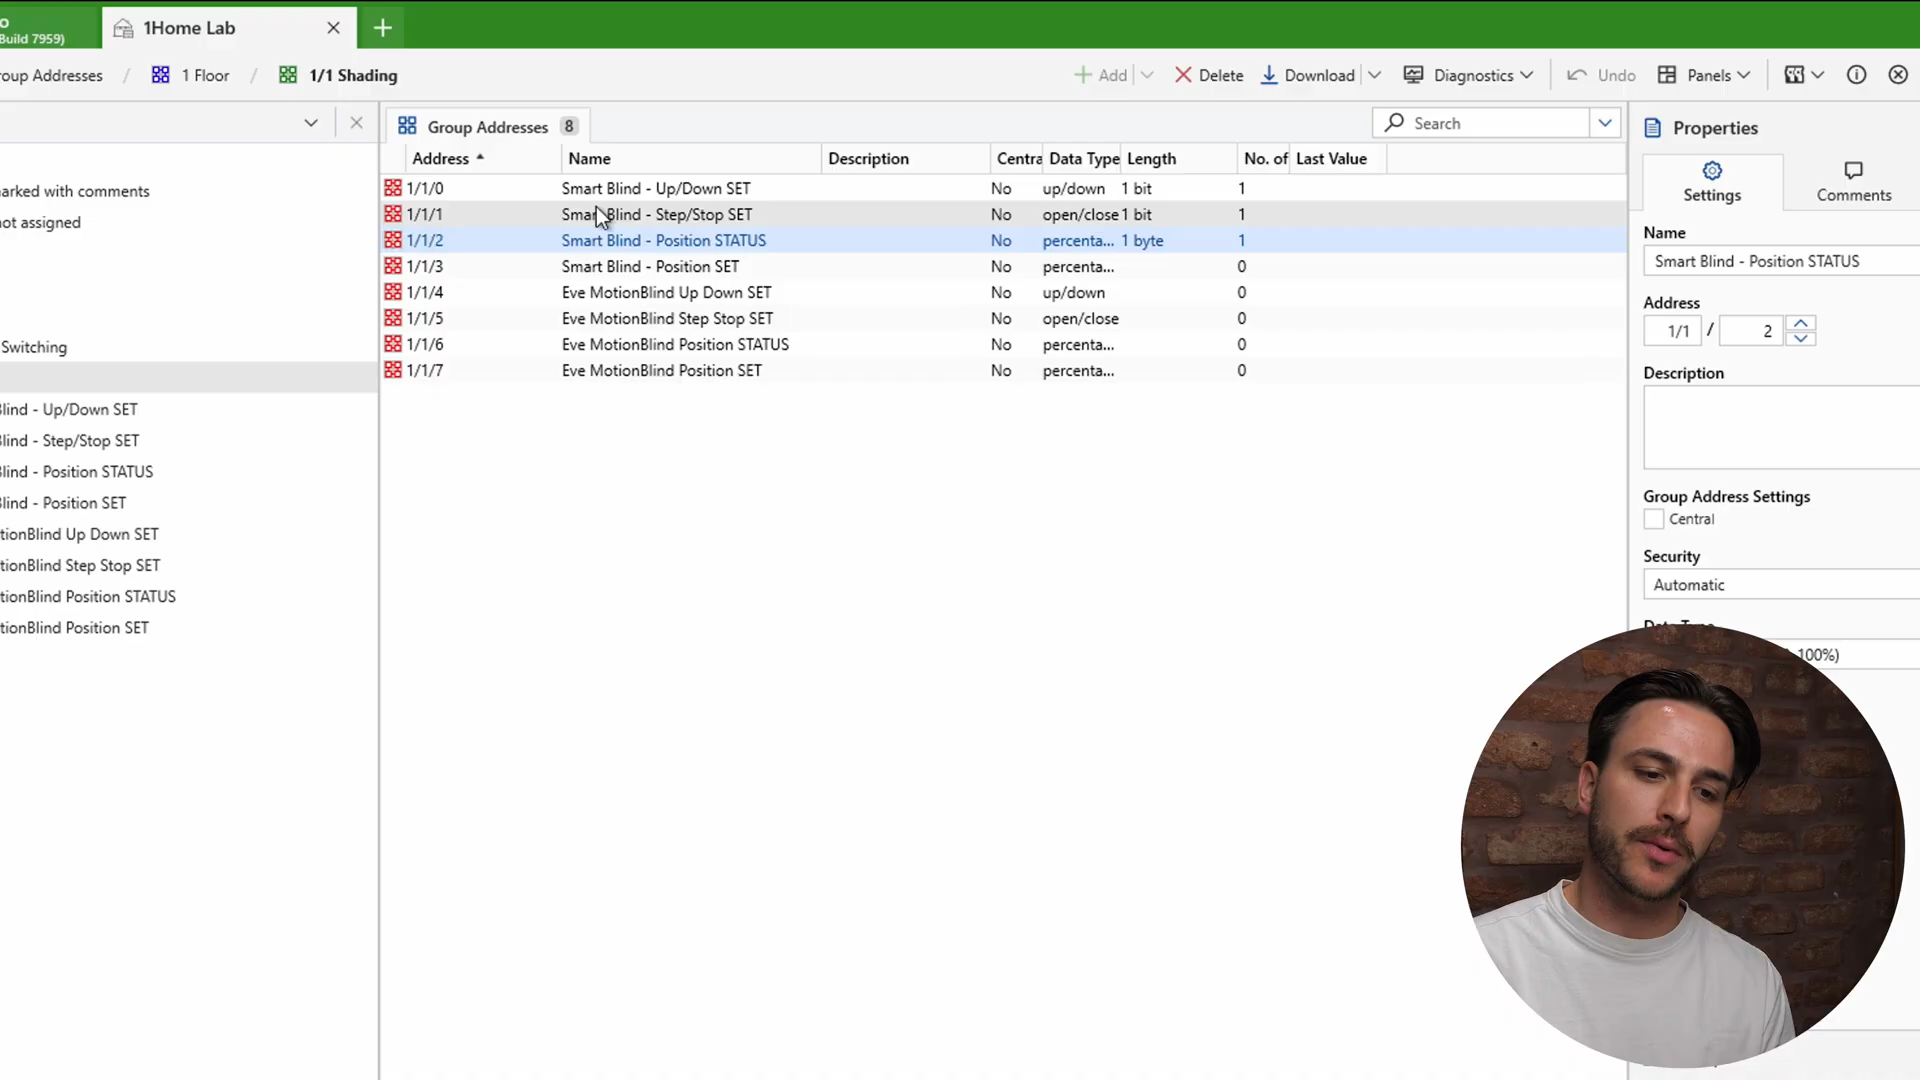 o
Build 7959)
1Home Lab
roup Addresses / 1 Floor / 1/1 Shading
Add Delete Download Diagnostics Undo Panels
arked with comments
not assigned
Switching
lind - Up/Down SET
lind - Step/Stop SET
lind - Position STATUS
lind - Position SET
tionBlind Up Down SET
tionBlind Step Stop SET
tionBlind Position STATUS
tionBlind Position SET
Group Addresses 8
Search
Address Name Description Centra Data Type Length No. of Last Value
1/1/0 Smart Blind - Up/Down SET No up/down 1 bit 1
1/1/1 Smart Blind - Step/Stop SET No open/close 1 bit 1
1/1/2 Smart Blind - Position STATUS No percenta... 1 byte 1
1/1/3 Smart Blind - Position SET No percenta... 0
1/1/4 Eve MotionBlind Up Down SET No up/down 0
1/1/5 Eve MotionBlind Step Stop SET No open/close 0
1/1/6 Eve MotionBlind Position STATUS No percenta... 0
1/1/7 Eve MotionBlind Position SET No percenta... 0
Properties
Settings Comments
Name
Smart Blind - Position STATUS
Address
1/1 / 2
Description
Group Address Settings
Central
Security
Automatic
Data Type
100%)